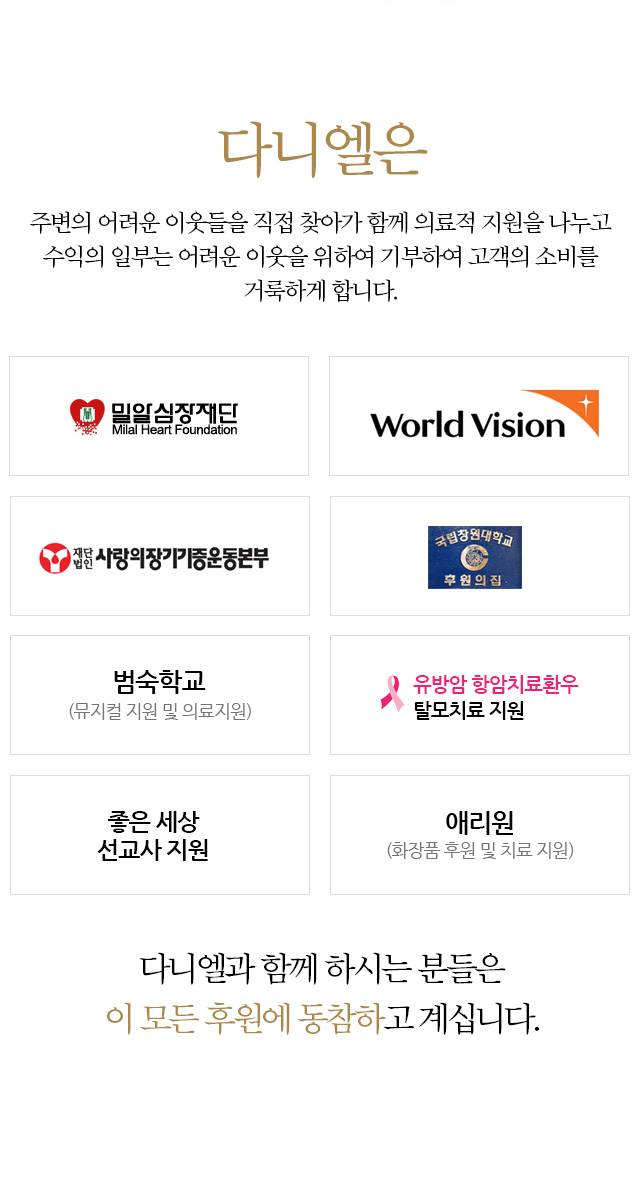 다니엘은
주변의 어려운 이웃들을 직접 찾아가 함께 의료적 지원을 나누고
수익의 일부는 어려운 이웃을 위하여 기부하여 고객의 소비를
거룩하게 합니다.
밀알심장재단
Milal Heart Foundation
World Vision
재단
법인 사랑의장기기증운동본부
국립창원대학교
후원의집
범숙학교
(뮤지컬 지원 및 의료지원)
유방암 항암치료환우
탈모치료 지원
좋은 세상
선교사 지원
애리원
(화장품 후원 및 치료 지원)
다니엘과 함께 하시는 분들은
이 모든 후원에 동참하고 계십니다.